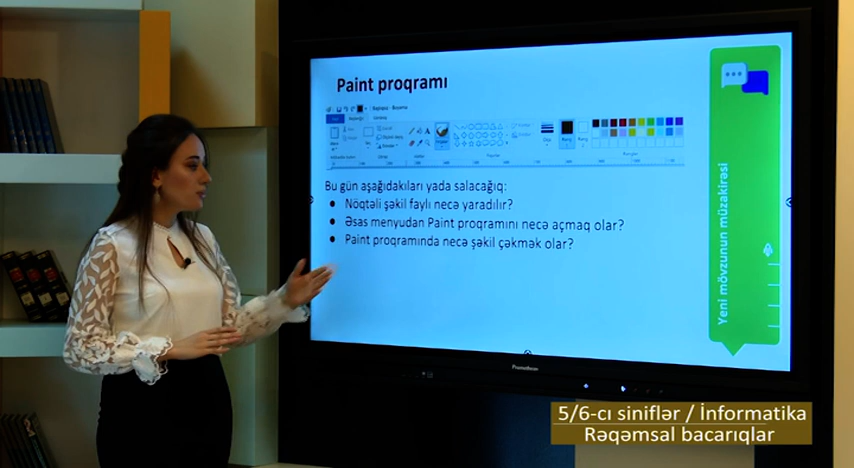 Paint proqramı
Bu gün aşağıdakıları yada salacağıq:
● Nöqtəli şəkil faylı necə yaradılır?
● Əsas menyudan Paint proqramını necə açmaq olar?
● Paint proqramında necə şəkil çəkmək olar?
Yeni mövzunun müzakirəsi
Promethean
5/6-cı siniflər / İnformatika
Rəqəmsal bacarıqlar